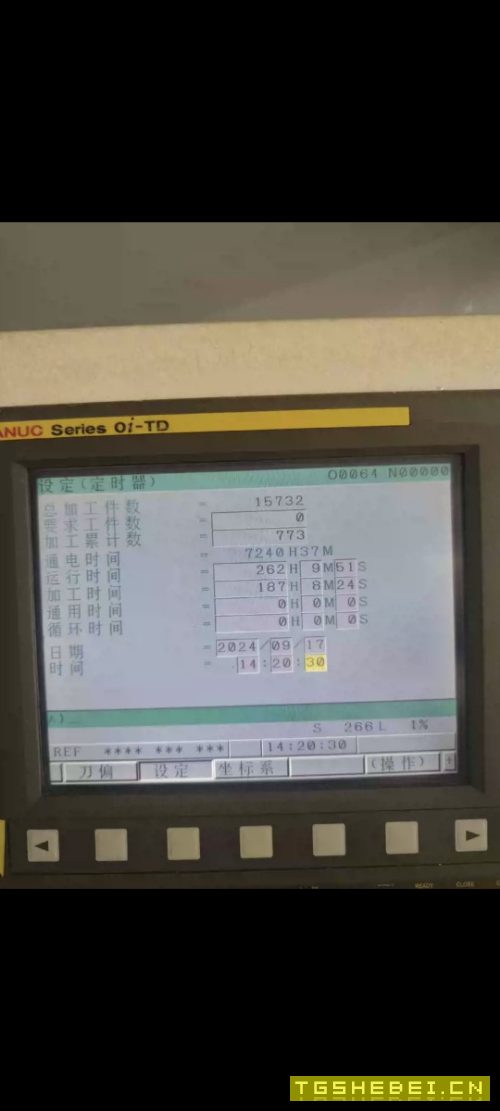 ANUC Series 0i-TD
设定(定时器) O0064 N00000
总加工件数 = 15732
要求工件数 = 0
加工累计数 = 773
通电时间 = 7240H37M
运行时间 = 262H 9M51S
加工时间 = 187H 8M24S
通用时间 = 0H 0M 0S
循环时间 = 0H 0M 0S
日期 = 2024/09/17
时间 = 14:20:30
)_
S 266L 1%
REF **** *** *** 14:20:30
刀偏 设定 坐标系 (操作) +
READY CLOSE
TGSHEBEI.CN